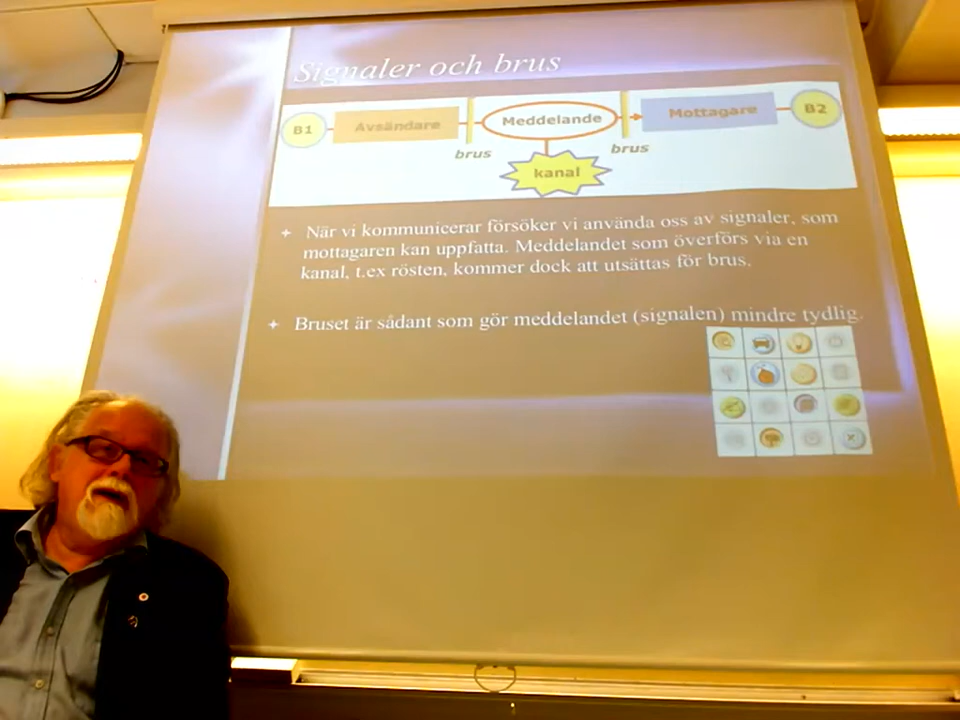 Signaler och brus
B1 Avsändare Meddelande Mottagare B2
brus brus
kanal
När vi kommunicerar försöker vi använda oss av signaler, som
mottagaren kan uppfatta. Meddelandet som överförs via en
kanal, t.ex rösten, kommer dock att utsättas för brus.
Bruset är sådant som gör meddelandet (signalen) mindre tydlig.